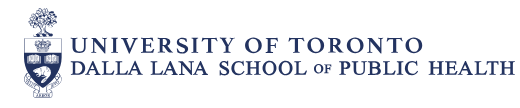 UNIVERSITY OF TORONTO
DALLA LANA SCHOOL OF PUBLIC HEALTH